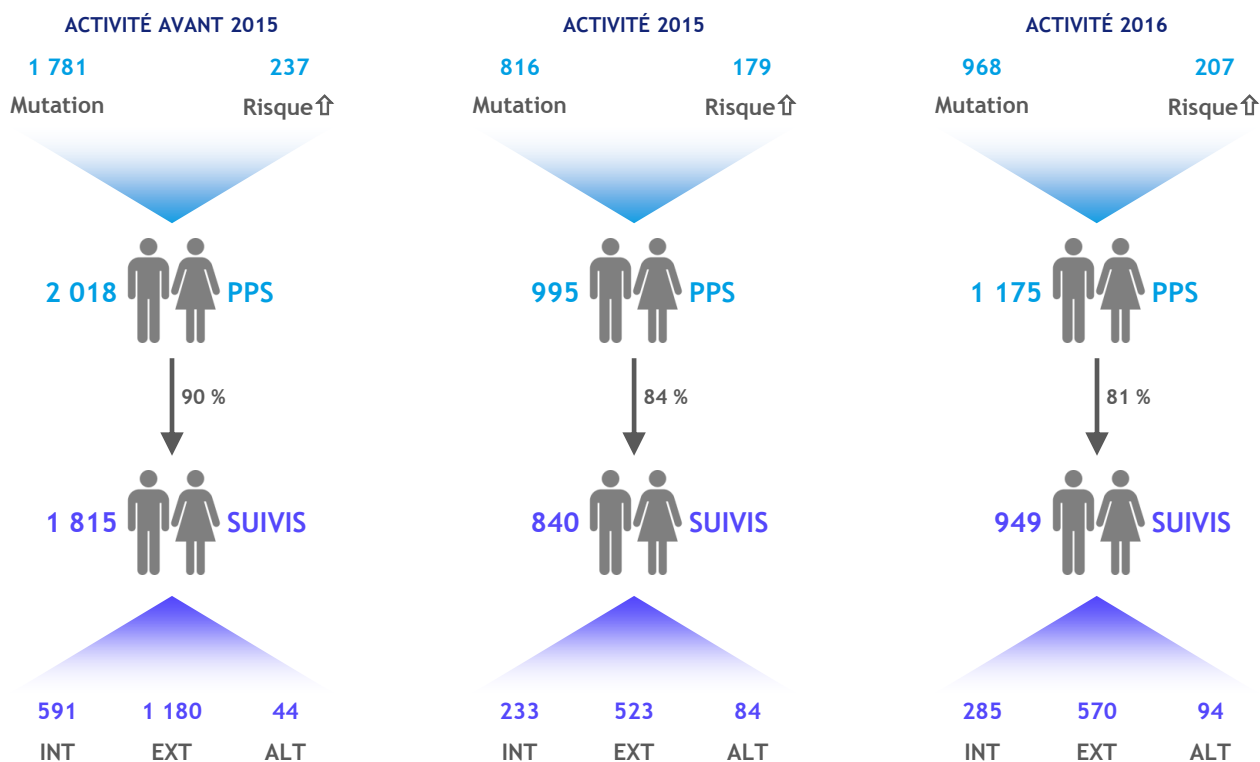 ACTIVITÉ AVANT 2015
1 781 237
Mutation Risque⇧
2 018 PPS
90 %
1 815 SUIVIS
591 1 180 44
INT EXT ALT
ACTIVITÉ 2015
816 179
Mutation Risque⇧
995 PPS
84 %
840 SUIVIS
233 523 84
INT EXT ALT
ACTIVITÉ 2016
968 207
Mutation Risque⇧
1 175 PPS
81 %
949 SUIVIS
285 570 94
INT EXT ALT